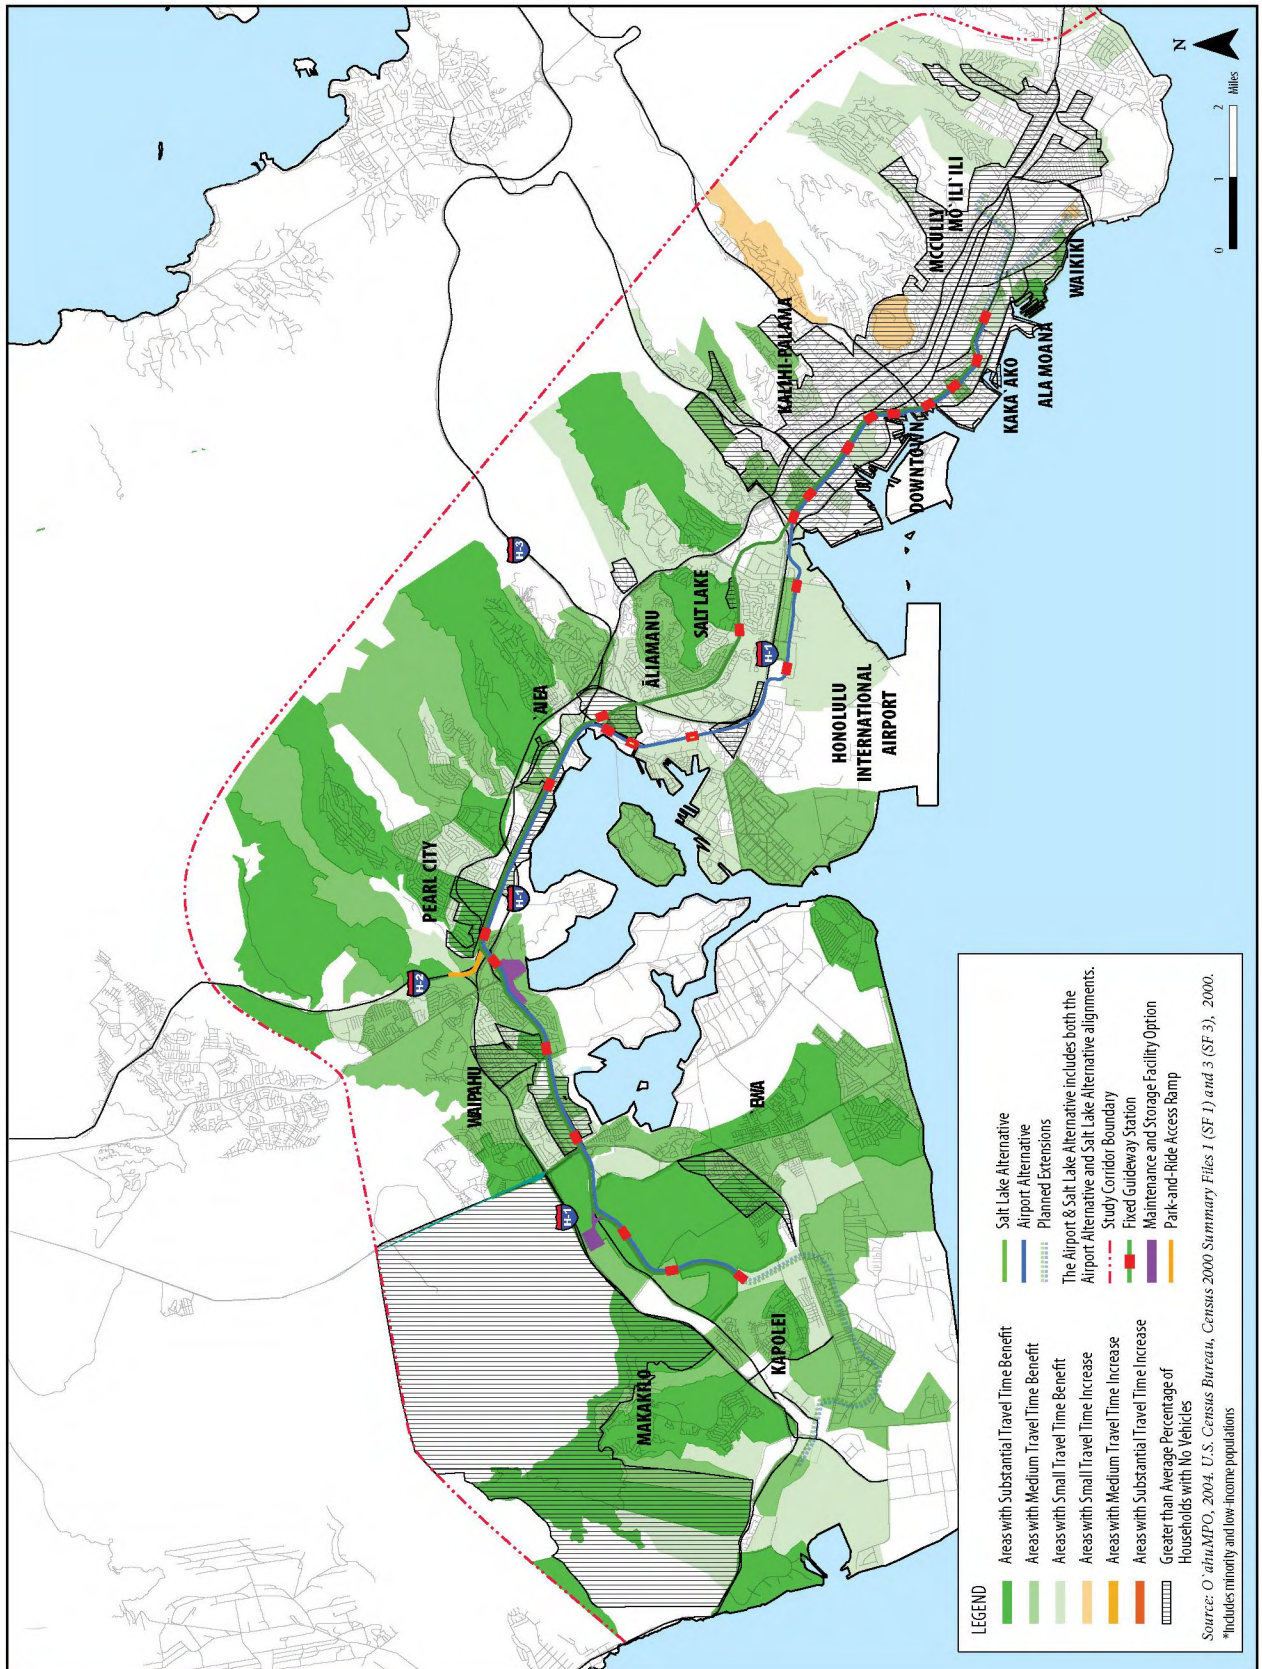 N
0 1 2
Miles
H-3
H-2
H-1
H-1
H-1
MCCULLY
MO`ILI`ILI
WAIKIKI
KALIHI-PALAMA
ALA MOANA
KAKA`AKO
DOWNTOWN
SALT LAKE
ĀLIAMANU
`AIEA
HONOLULU
INTERNATIONAL
AIRPORT
PEARL CITY
WAIPAHU
`EWA
MAKAKILO
KAPOLEI
LEGEND
Areas with Substantial Travel Time Benefit
Areas with Medium Travel Time Benefit
Areas with Small Travel Time Benefit
Areas with Small Travel Time Increase
Areas with Medium Travel Time Increase
Areas with Substantial Travel Time Increase
Greater than Average Percentage of
Households with No Vehicles
Salt Lake Alternative
Airport Alternative
Planned Extensions
The Airport & Salt Lake Alternative includes both the
Airport Alternative and Salt Lake Alternative alignments.
Study Corridor Boundary
Fixed Guideway Station
Maintenance and Storage Facility Option
Park-and-Ride Access Ramp
Source: O`ahuMPO, 2004. U.S. Census Bureau, Census 2000 Summary Files 1 (SF 1) and 3 (SF 3), 2000.
*Includes minority and low-income populations